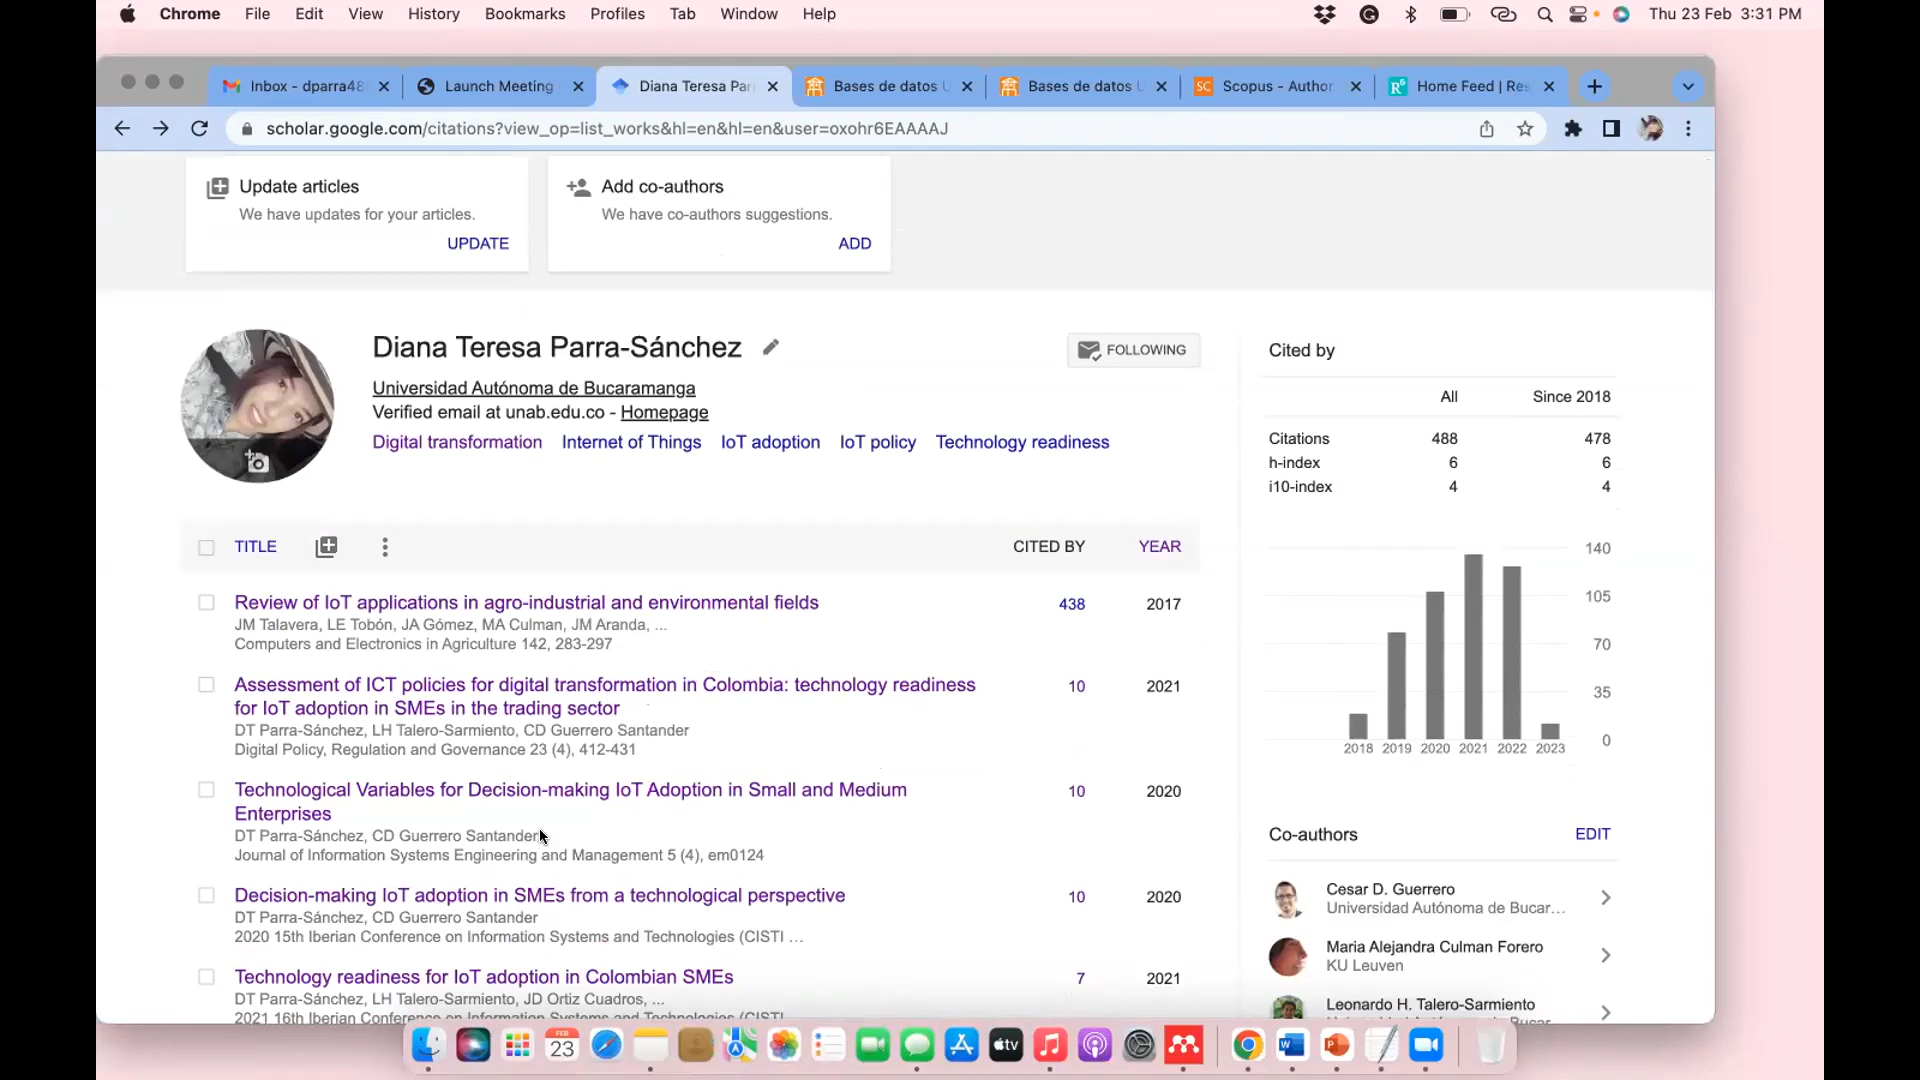 Chrome File Edit View History Bookmarks Profiles Tab Window Help Thu 23 Feb 3:31 PM
Inbox - dparra48 Launch Meeting Diana Teresa Par Bases de datos U Bases de datos U Scopus - Author Home Feed | Res
scholar.google.com/citations?view_op=list_works&hl=en&hl=en&user=oxohr6EAAAAJ
Update articles
We have updates for your articles.
UPDATE
Add co-authors
We have co-authors suggestions.
ADD
Diana Teresa Parra-Sánchez
FOLLOWING
Universidad Autónoma de Bucaramanga
Verified email at unab.edu.co - Homepage
Digital transformation Internet of Things IoT adoption IoT policy Technology readiness
TITLE CITED BY YEAR
Review of IoT applications in agro-industrial and environmental fields 438 2017
JM Talavera, LE Tobón, JA Gómez, MA Culman, JM Aranda, ...
Computers and Electronics in Agriculture 142, 283-297
Assessment of ICT policies for digital transformation in Colombia: technology readiness 10 2021
for IoT adoption in SMEs in the trading sector
DT Parra-Sánchez, LH Talero-Sarmiento, CD Guerrero Santander
Digital Policy, Regulation and Governance 23 (4), 412-431
Technological Variables for Decision-making IoT Adoption in Small and Medium 10 2020
Enterprises
DT Parra-Sánchez, CD Guerrero Santander
Journal of Information Systems Engineering and Management 5 (4), em0124
Decision-making IoT adoption in SMEs from a technological perspective 10 2020
DT Parra-Sánchez, CD Guerrero Santander
2020 15th Iberian Conference on Information Systems and Technologies (CISTI …
Technology readiness for IoT adoption in Colombian SMEs 7 2021
DT Parra-Sánchez, LH Talero-Sarmiento, JD Ortiz Cuadros, ...
2021 16th Iberian Conference on Information Systems and Technologies (CISTI
Cited by
All Since 2018
Citations 488 478
h-index 6 6
i10-index 4 4
140
105
70
35
0
2018 2019 2020 2021 2022 2023
Co-authors EDIT
Cesar D. Guerrero
Universidad Autónoma de Bucar…
Maria Alejandra Culman Forero
KU Leuven
Leonardo H. Talero-Sarmiento
FEB
23
tv